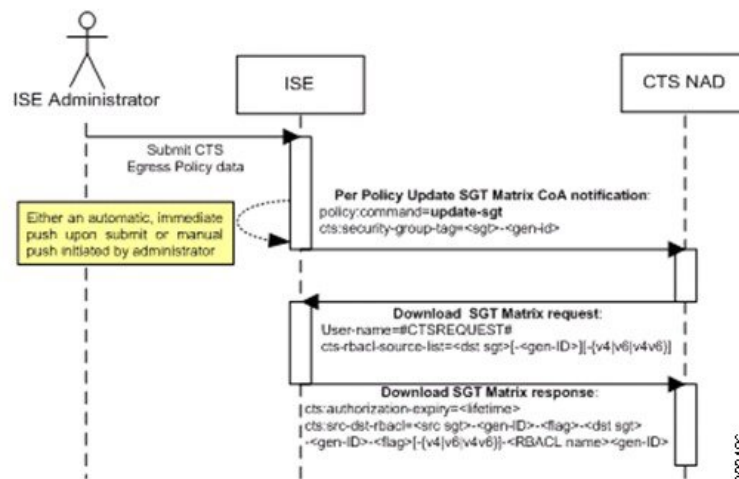 ISE Administrator
ISE
CTS NAD
Submit CTS
Egress Policy data
Either an automatic, immediate
push upon submit or manual
push initiated by administrator
Per Policy Update SGT Matrix CoA notification:
policy:command=update-sgt
cts:security-group-tag=<sgt>-<gen-id>
Download SGT Matrix request:
User-name=#CTSREQUEST#
cts-rbacl-source-list=<dst sgt>[-<gen-ID>][-{v4|v6|v4v6}]
Download SGT Matrix response:
cts:authorization-expiry=<lifetime>
cts:src-dst-rbacl=<src sgt>-<gen-ID>-<flag>-<dst sgt>
-<gen-ID>-<flag>[-{v4|v6|v4v6}]-<RBACL name><gen-ID>